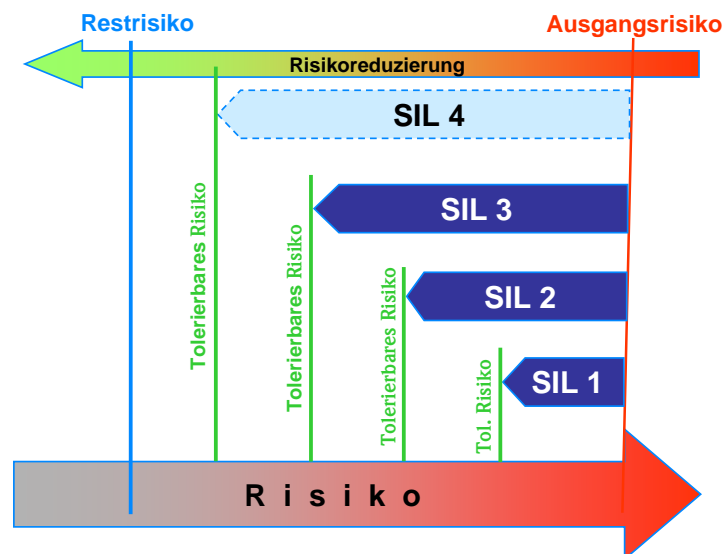 Restrisiko
Ausgangsrisiko
Risikoreduzierung
SIL 4
SIL 3
SIL 2
SIL 1
Tolerierbares Risiko
Tolerierbares Risiko
Tolerierbares Risiko
Tol. Risiko
Risiko